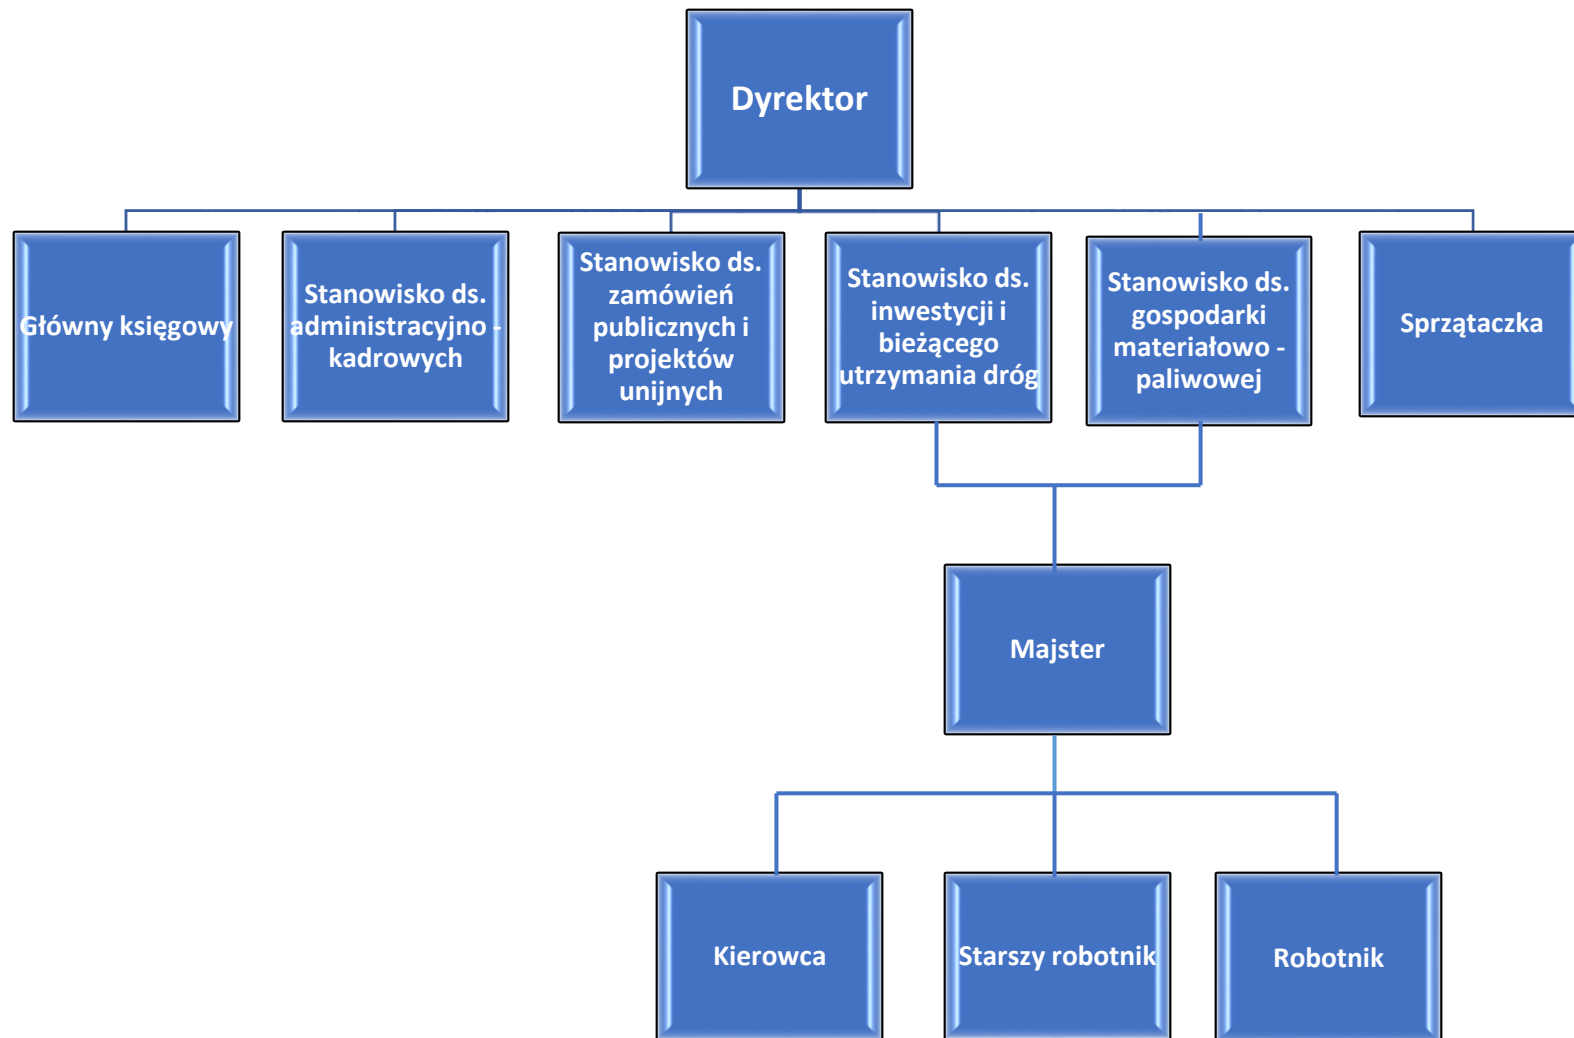 Dyrektor
Główny księgowy
Stanowisko ds.
administracyjno -
kadrowych
Stanowisko ds.
zamówień
publicznych i
projektów
unijnych
Stanowisko ds.
inwestycji i
bieżącego
utrzymania dróg
Stanowisko ds.
gospodarki
materiałowo -
paliwowej
Sprzątaczka
Majster
Kierowca
Starszy robotnik
Robotnik